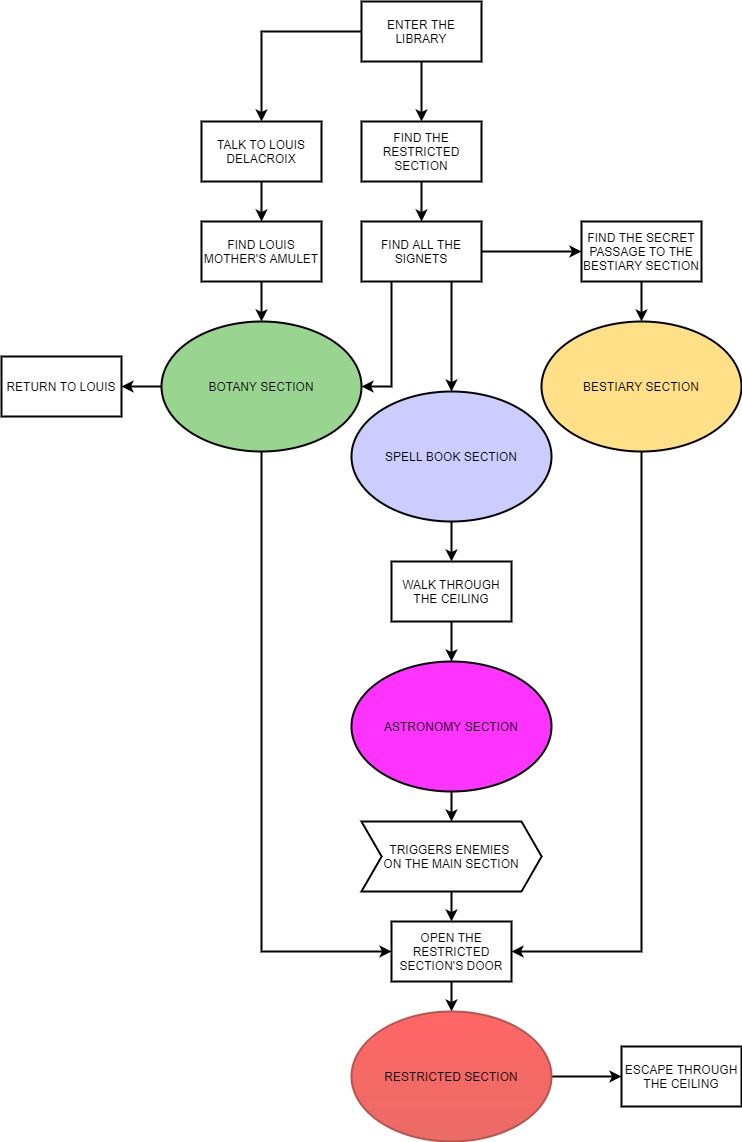 ENTER THE
LIBRARY
TALK TO LOUIS
DELACROIX
FIND THE
RESTRICTED
SECTION
FIND LOUIS
MOTHER'S AMULET
FIND ALL THE
SIGNETS
FIND THE SECRET
PASSAGE TO THE
BESTIARY SECTION
RETURN TO LOUIS
BOTANY SECTION
BESTIARY SECTION
SPELL BOOK SECTION
WALK THROUGH
THE CEILING
ASTRONOMY SECTION
TRIGGERS ENEMIES
ON THE MAIN SECTION
OPEN THE
RESTRICTED
SECTION'S DOOR
RESTRICTED SECTION
ESCAPE THROUGH
THE CEILING